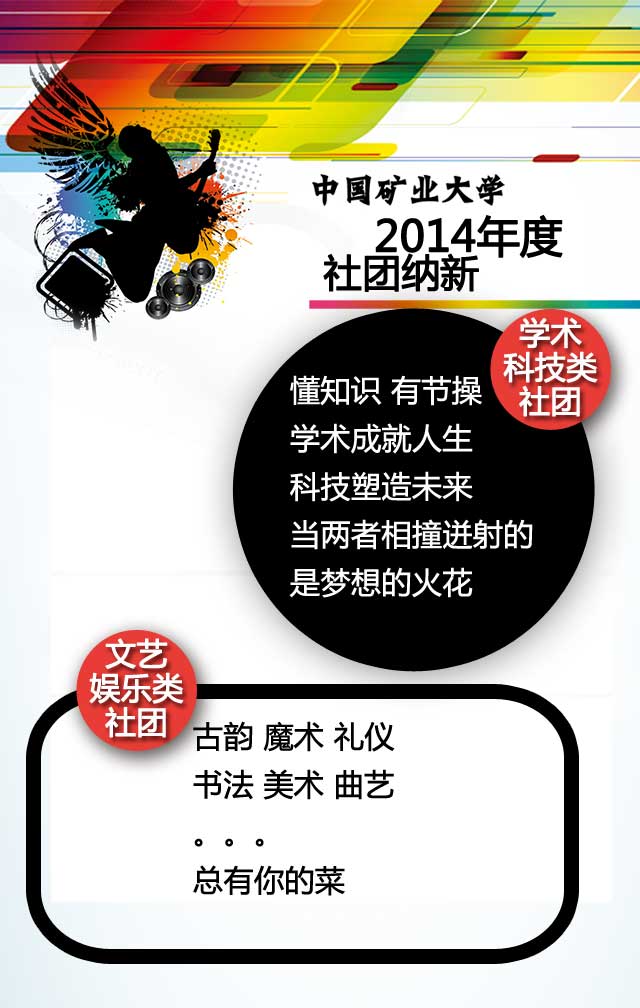 中国矿业大学
2014年度
社团纳新
学术
科技类
社团
懂知识 有节操
学术成就人生
科技塑造未来
当两者相撞迸射的
是梦想的火花
文艺
娱乐类
社团
古韵 魔术 礼仪
书法 美术 曲艺
。。。
总有你的菜